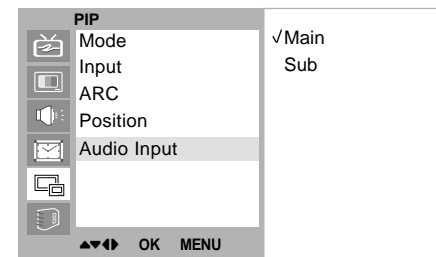 PIP
Mode
Input
ARC
Position
Audio Input
√Main
Sub
▲▼◀▶ OK MENU